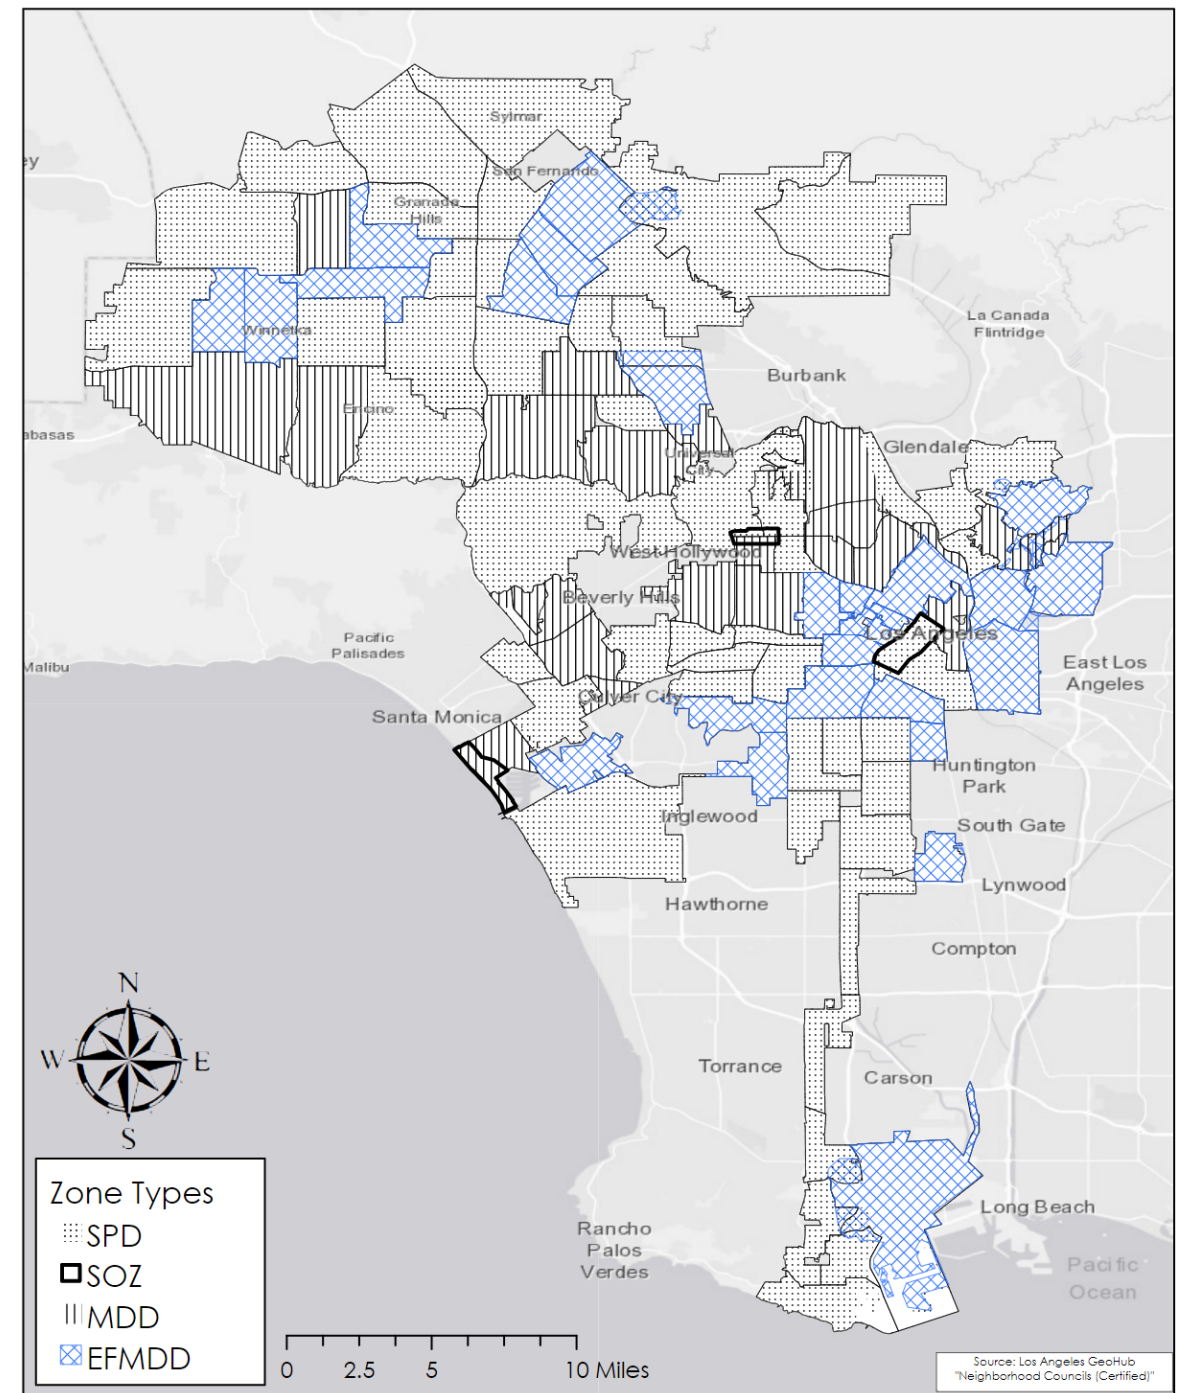 Sylmar
ey
San Fernando
Granada
Hills
La Canada
Flintridge
Winnetka
Burbank
Encino
abasas
Glendale
Universal
City
West Hollywood
Beverly Hills
Los Angeles
Pacific
Palisades
Malibu
East Los
Angeles
Culver City
Santa Monica
Huntington
Park
Inglewood
South Gate
Lynwood
Hawthorne
Compton
N
W
E
S
Torrance
Carson
Zone Types
SPD
SOZ
MDD
EFMDD
Long Beach
Rancho
Palos
Verdes
Pacific
Ocean
0 2.5 5 10 Miles
Source: Los Angeles GeoHub
"Neighborhood Councils (Certified)"